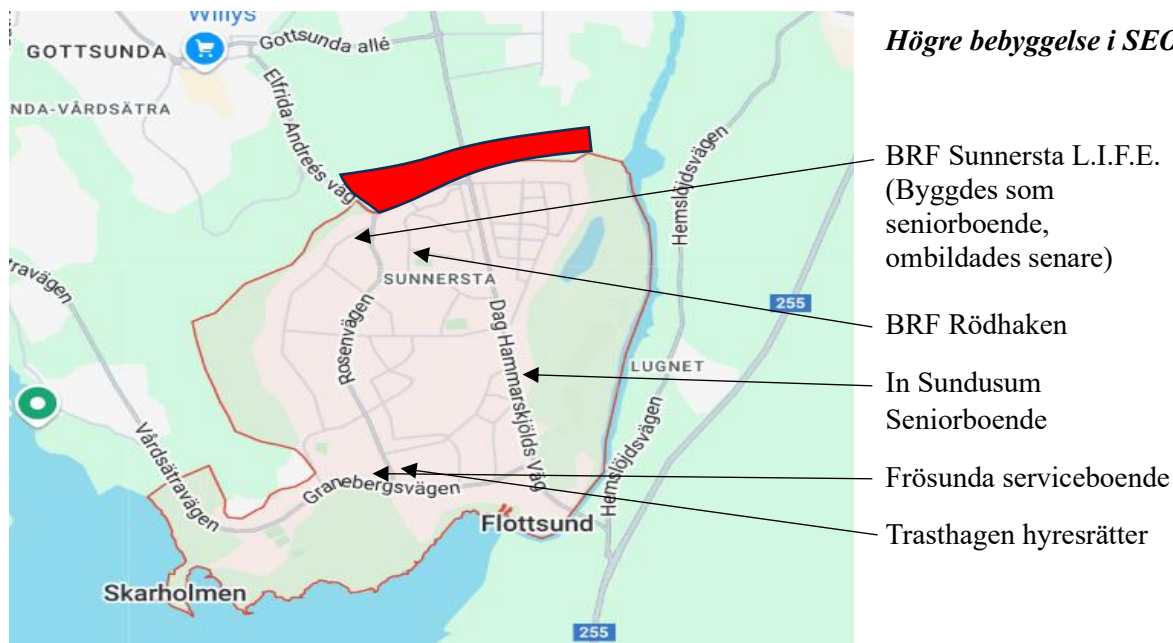 Willys
GOTTSUNDA
Gottsunda allé
NDA-VÅRDSÄTRA
Elfrida Andreés väg
Hemslöjdsvägen
SUNNERSTA
Rosenvägen
Dag Hammarskjölds Väg
255
LUGNET
Hemslöjdsvägen
travägen
Vårdsätravägen
Granebergsvägen
Flottsund
Skarholmen
255
Högre bebyggelse i SEO
BRF Sunnersta L.I.F.E.
(Byggdes som
seniorboende,
ombildades senare)
BRF Rödhaken
In Sundusum
Seniorboende
Frösunda serviceboende
Trasthagen hyresrätter